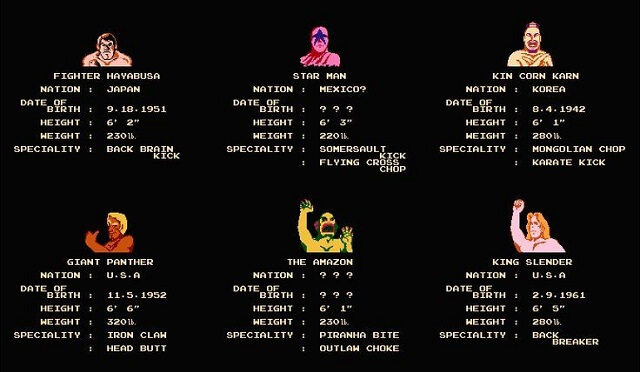 FIGHTER HAYABUSA
NATION : JAPAN
DATE OF
BIRTH : 9.18.1951
HEIGHT : 6' 2"
WEIGHT : 230lb.
SPECIALITY : BACK BRAIN
KICK
STAR MAN
NATION : MEXICO?
DATE OF
BIRTH : ? ? ?
HEIGHT : 6' 3"
WEIGHT : 220lb.
SPECIALITY : SOMERSAULT
KICK
: FLYING CROSS
CHOP
KIN CORN KARN
NATION : KOREA
DATE OF
BIRTH : 8.4.1942
HEIGHT : 6' 1"
WEIGHT : 280lb.
SPECIALITY : MONGOLIAN CHOP
: KARATE KICK
GIANT PANTHER
NATION : U.S.A
DATE OF
BIRTH : 11.5.1952
HEIGHT : 6' 6"
WEIGHT : 320lb.
SPECIALITY : IRON CLAW
: HEAD BUTT
THE AMAZON
NATION : ? ? ?
DATE OF
BIRTH : ? ? ?
HEIGHT : 6' 1"
WEIGHT : 230lb.
SPECIALITY : PIRANHA BITE
: OUTLAW CHOKE
KING SLENDER
NATION : U.S.A
DATE OF
BIRTH : 2.9.1961
HEIGHT : 6' 5"
WEIGHT : 280lb.
SPECIALITY : BACK
BREAKER